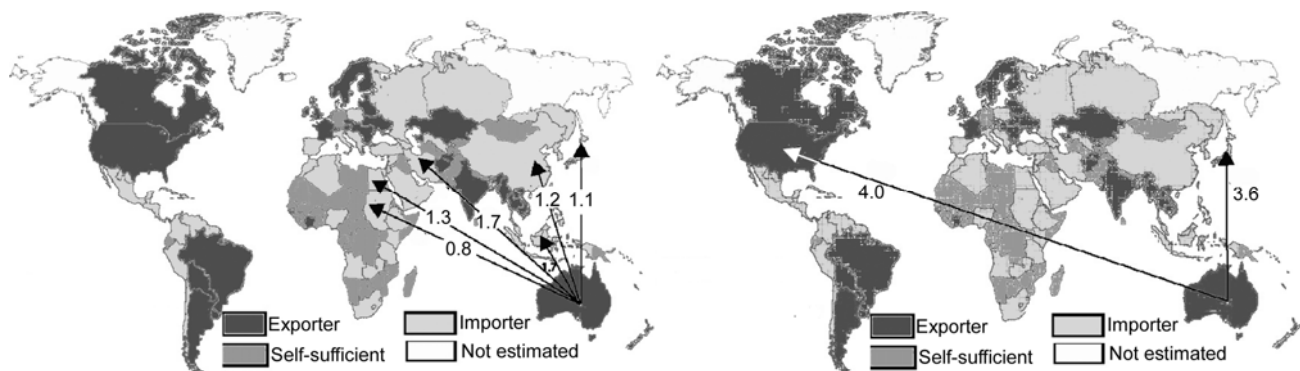 1.3
0.8
1.7
1.2
1.1
1.7
Exporter
Importer
Self-sufficient
Not estimated
4.0
3.6
Exporter
Importer
Self-sufficient
Not estimated